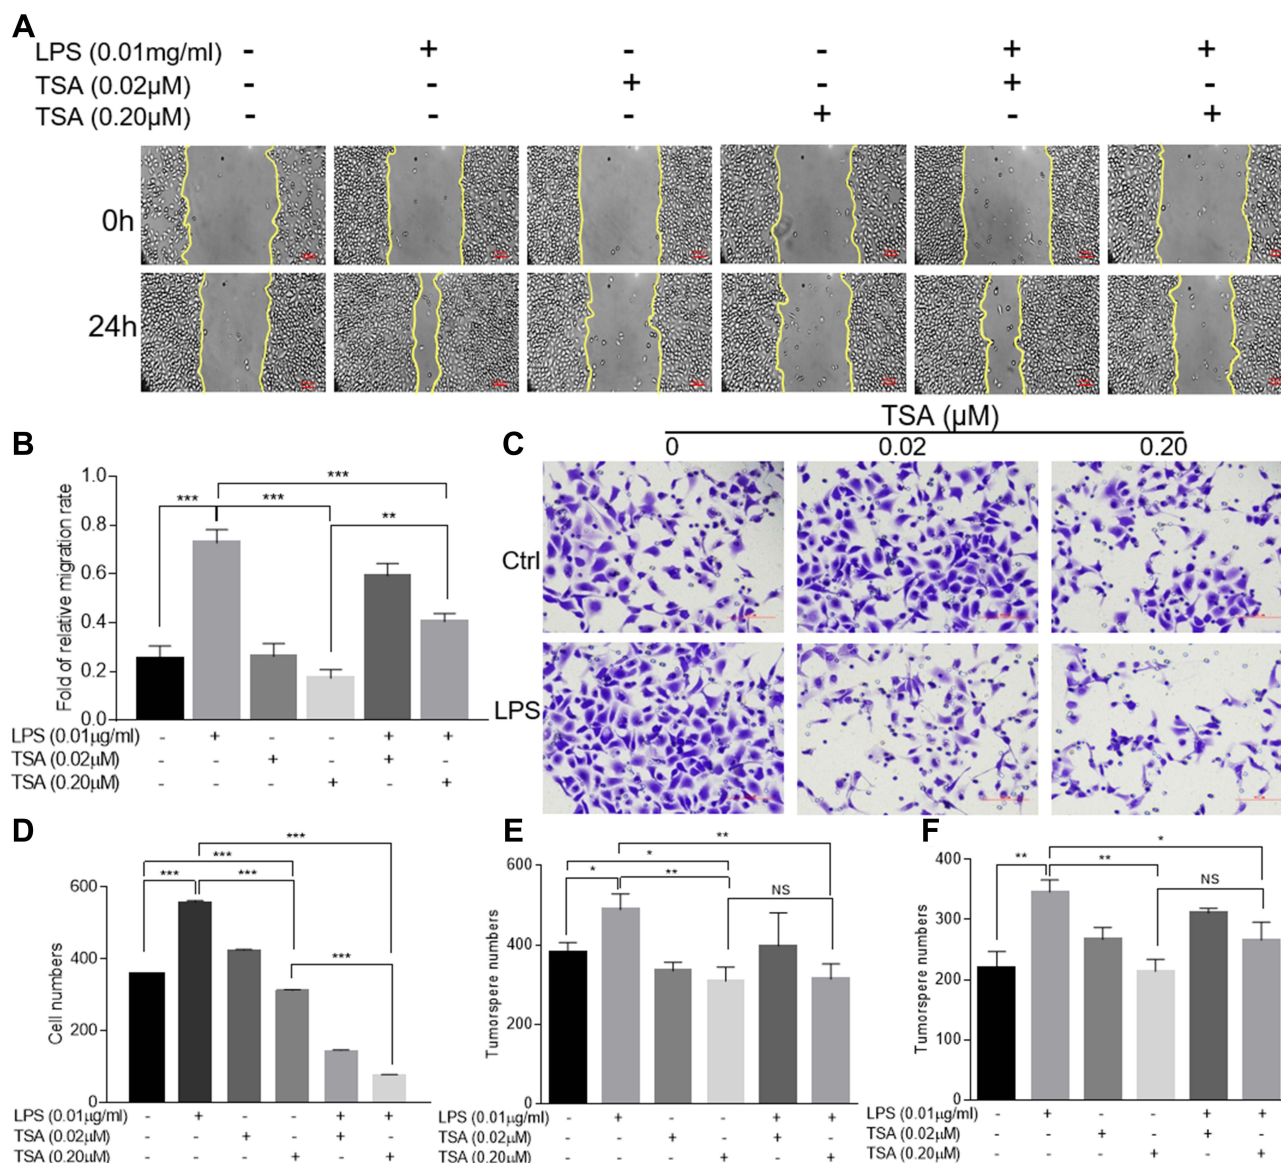 A
LPS (0.01mg/ml) - + - - + +
TSA (0.02µM) - - + - + -
TSA (0.20µM) - - - + - +
0h
24h
B
Fold of relative migration rate
1.0
0.8
0.6
0.4
0.2
0.0
*** *** *** **
LPS (0.01µg/ml) - + - - + +
TSA (0.02µM) - - + - + -
TSA (0.20µM) - - - + - +
C
TSA (µM)
0 0.02 0.20
Ctrl
LPS
D
Cell numbers
600
400
200
0
*** *** *** *** ***
LPS (0.01µg/ml) - + - - + +
TSA (0.02µM) - - + - + -
TSA (0.20µM) - - - + - +
E
Tumorspere numbers
600
400
200
0
** * * ** NS
LPS (0.01µg/ml) - + - - + +
TSA (0.02µM) - - + - + -
TSA (0.20µM) - - - + - +
F
Tumorspere numbers
400
300
200
100
0
* ** ** NS
LPS (0.01µg/ml) - + - - + +
TSA (0.02µM) - - + - + -
TSA (0.20µM) - - - + - +